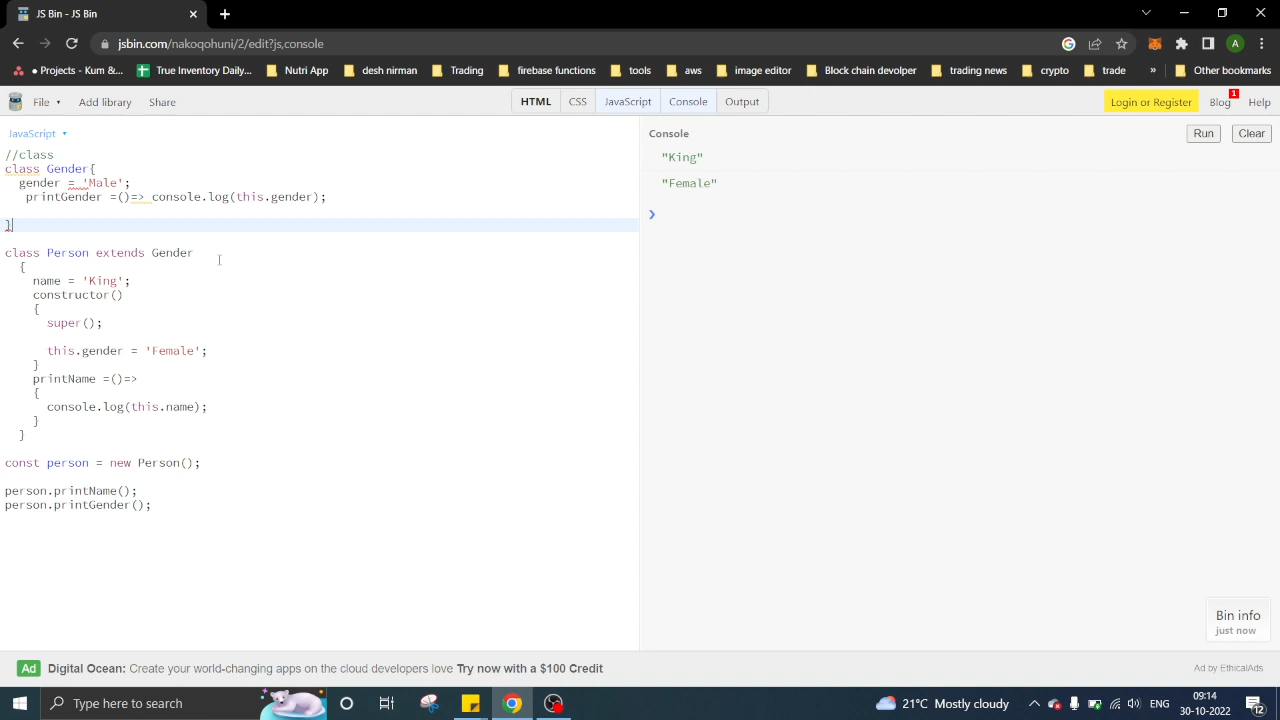 JS Bin - JS Bin
jsbin.com/nakoqohuni/2/edit?js,console
A
● Projects - Kum &...
True Inventory Daily...
Nutri App
desh nirman
Trading
firebase functions
tools
aws
image editor
Block chain devolper
trading news
crypto
trade
»
Other bookmarks
File
Add library
Share
HTML
CSS
JavaScript
Console
Output
Login or Register
Blog
1
Help
JavaScript
//class
class Gender{
gender = 'Male';
printGender =()=> console.log(this.gender);
}
class Person extends Gender
{
name = 'King';
constructor()
{
super();
this.gender = 'Female';
}
printName =()=>
{
console.log(this.name);
}
}
const person = new Person();
person.printName();
person.printGender();
Console
Run
Clear
"King"
"Female"
Bin info
just now
Ad
Digital Ocean: Create your world-changing apps on the cloud developers love Try now with a $100 Credit
Ad by EthicalAds
Type here to search
21°C Mostly cloudy
ENG
09:14
30-10-2022
12